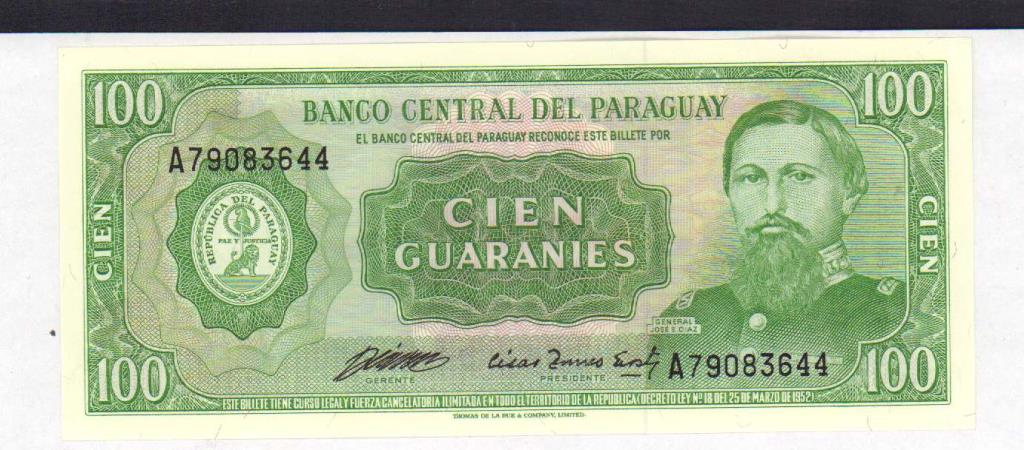 100
100
BANCO CENTRAL DEL PARAGUAY
EL BANCO CENTRAL DEL PARAGUAY RECONOCE ESTE BILLETE POR
A79083644
REPÚBLICA DEL PARAGUAY
PAZ Y JUSTICIA
CIEN
CIEN
GUARANIES
CIEN
GENERAL
JOSE E. DIAZ
GERENTE
PRESIDENTE
A79083644
100
100
ESTE BILLETE TIENE CURSO LEGAL Y FUERZA CANCELATORIA ILIMITADA EN TODO EL TERRITORIO DE LA REPUBLICA (DECRETO LEY Nº 18 DEL 25 DE MARZO DE 1952)
THOMAS DE LA RUE & COMPANY, LIMITED.